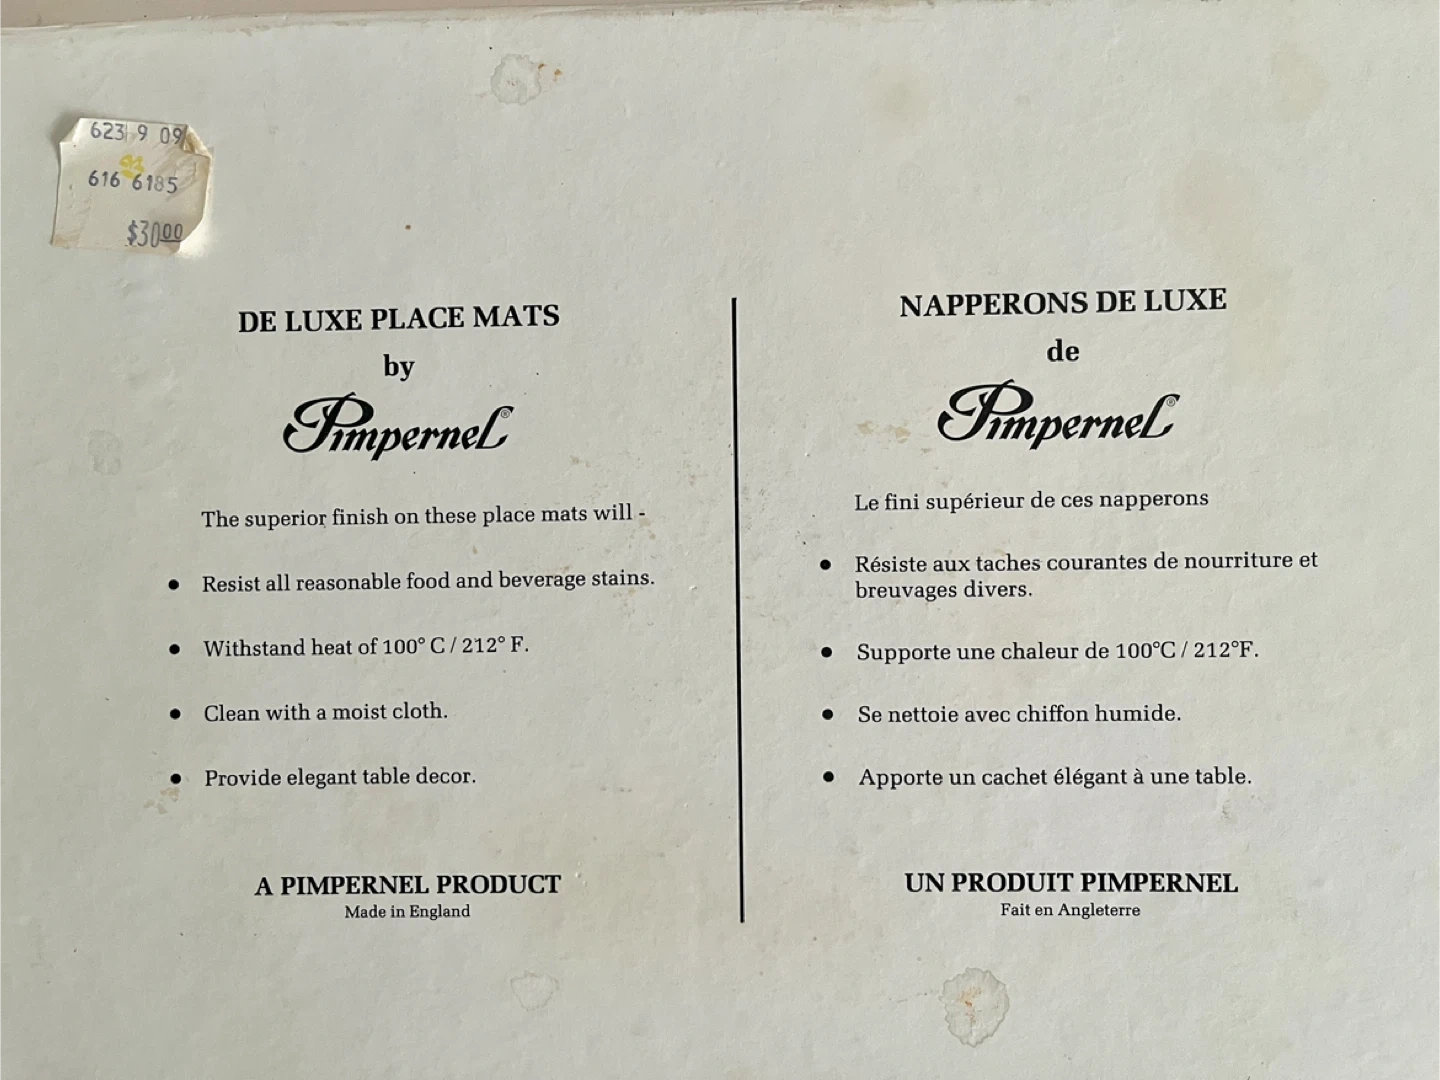 623 9 09
616 6185
$30.00
DE LUXE PLACE MATS
by
Pimpernel®
The superior finish on these place mats will -
● Resist all reasonable food and beverage stains.
● Withstand heat of 100° C / 212° F.
● Clean with a moist cloth.
● Provide elegant table decor.
A PIMPERNEL PRODUCT
Made in England
NAPPERONS DE LUXE
de
Pimpernel®
Le fini supérieur de ces napperons
● Résiste aux taches courantes de nourriture et
breuvages divers.
● Supporte une chaleur de 100°C / 212°F.
● Se nettoie avec chiffon humide.
● Apporte un cachet élégant à une table.
UN PRODUIT PIMPERNEL
Fait en Angleterre